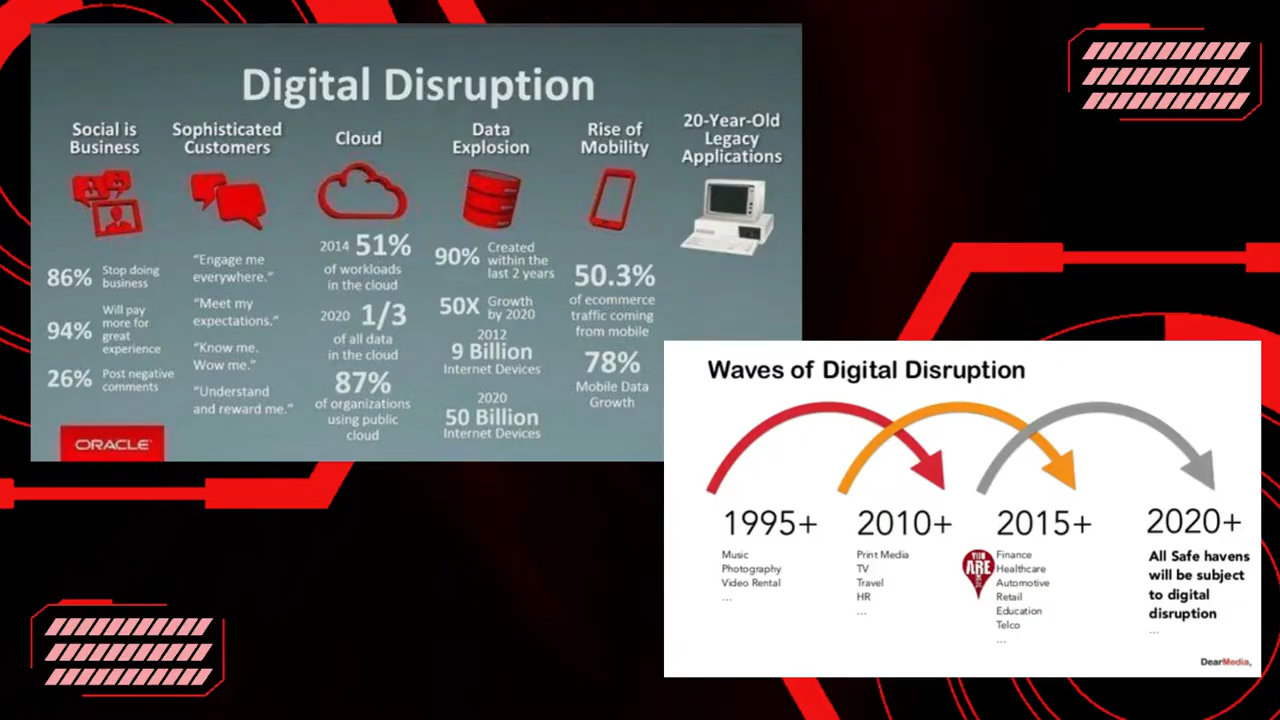 Digital Disruption
Social is
Business
86%
Stop doing
business
94%
Will pay
more for
great
experience
26%
Post negative
comments
Sophisticated
Customers
“Engage me
everywhere.”
“Meet my
expectations.”
“Know me.
Wow me.”
“Understand
and reward me.”
Cloud
2014 51%
of workloads
in the cloud
2020 1/3
of all data
in the cloud
87%
of organizations
using public
cloud
Data
Explosion
90%
Created
within the
last 2 years
50X
Growth
by 2020
2012
9 Billion
Internet Devices
2020
50 Billion
Internet Devices
Rise of
Mobility
50.3%
of ecommerce
traffic coming
from mobile
78%
Mobile Data
Growth
20-Year-Old
Legacy
Applications
ORACLE
Waves of Digital Disruption
1995+
Music
Photography
Video Rental
...
2010+
Print Media
TV
Travel
HR
...
YOU
ARE
2015+
Finance
Healthcare
Automotive
Retail
Education
Telco
...
2020+
All Safe havens
will be subject
to digital
disruption
...
DearMedia,